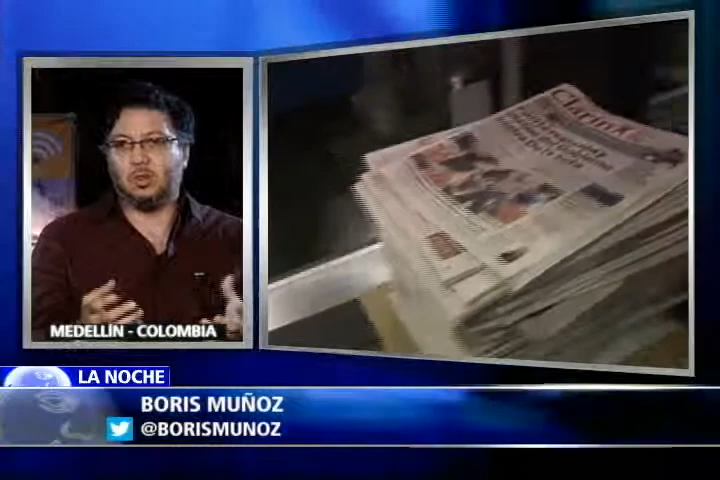 MEDELLÍN - COLOMBIA
Clarín
LA NOCHE
BORIS MUÑOZ
@BORISMUNOZ